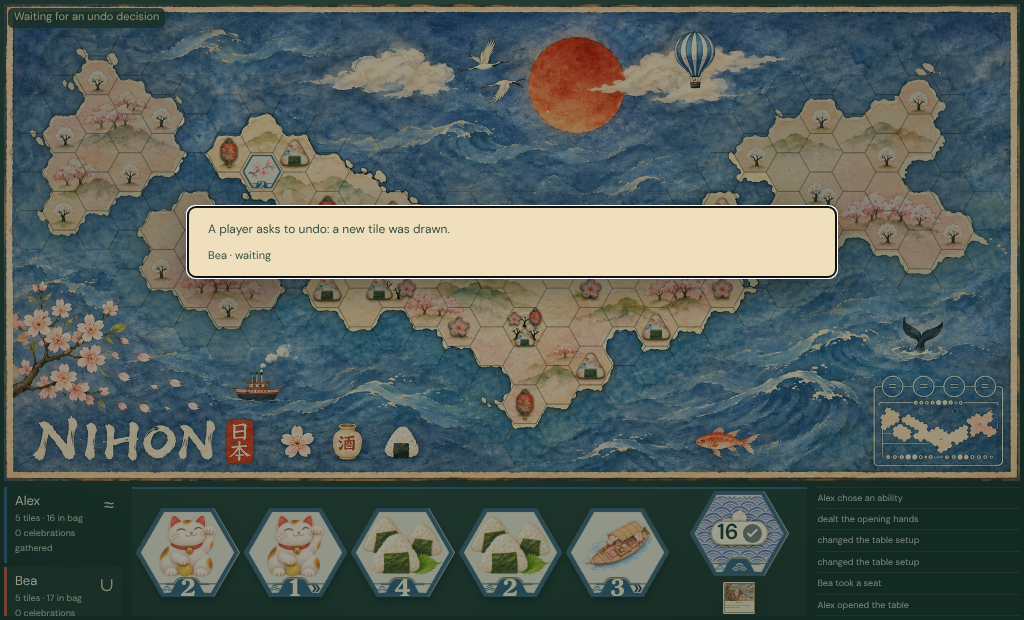 Waiting for an undo decision
2
A player asks to undo: a new tile was drawn.
Bea · waiting
NIHON
日本
酒
Alex
5 tiles · 16 in bag
0 celebrations
gathered
Bea
5 tiles · 17 in bag
0 celebrations
2
1
4
2
3
16
Alex chose an ability
dealt the opening hands
changed the table setup
changed the table setup
Bea took a seat
Alex opened the table